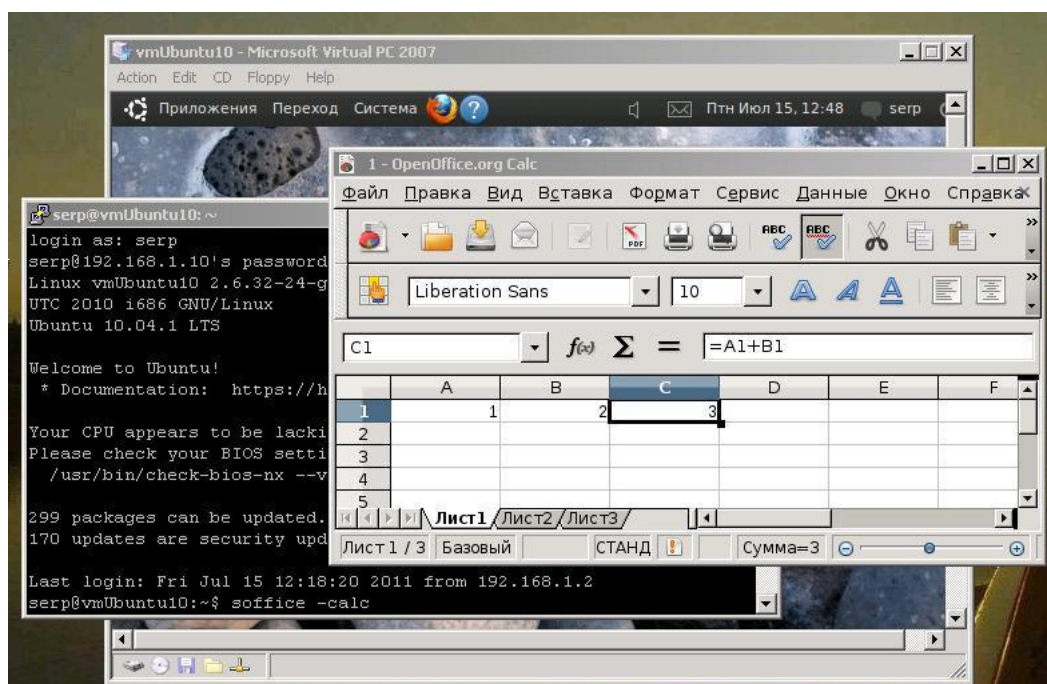 vmUbuntu10 - Microsoft Virtual PC 2007
Action Edit CD Floppy Help
Приложения Переход Система ? Птн Июл 15, 12:48 serp
1 - OpenOffice.org Calc
Файл Правка Вид Вставка Формат Сервис Данные Окно Справка
PDF ABC ABC
Liberation Sans 10 A A A
C1 f(x) Σ = =A1+B1
A B C D E F
1 1 2 3
2
3
4
5
Лист1 Лист2 Лист3
Лист 1 / 3 Базовый СТАНД Сумма=3
serp@vmUbuntu10: ~
login as: serp
serp@192.168.1.10's password
Linux vmUbuntu10 2.6.32-24-g
UTC 2010 i686 GNU/Linux
Ubuntu 10.04.1 LTS
Welcome to Ubuntu!
* Documentation: https://h
Your CPU appears to be lacki
Please check your BIOS setti
/usr/bin/check-bios-nx --v
299 packages can be updated.
170 updates are security upd
Last login: Fri Jul 15 12:18:20 2011 from 192.168.1.2
serp@vmUbuntu10:~$ soffice -calc